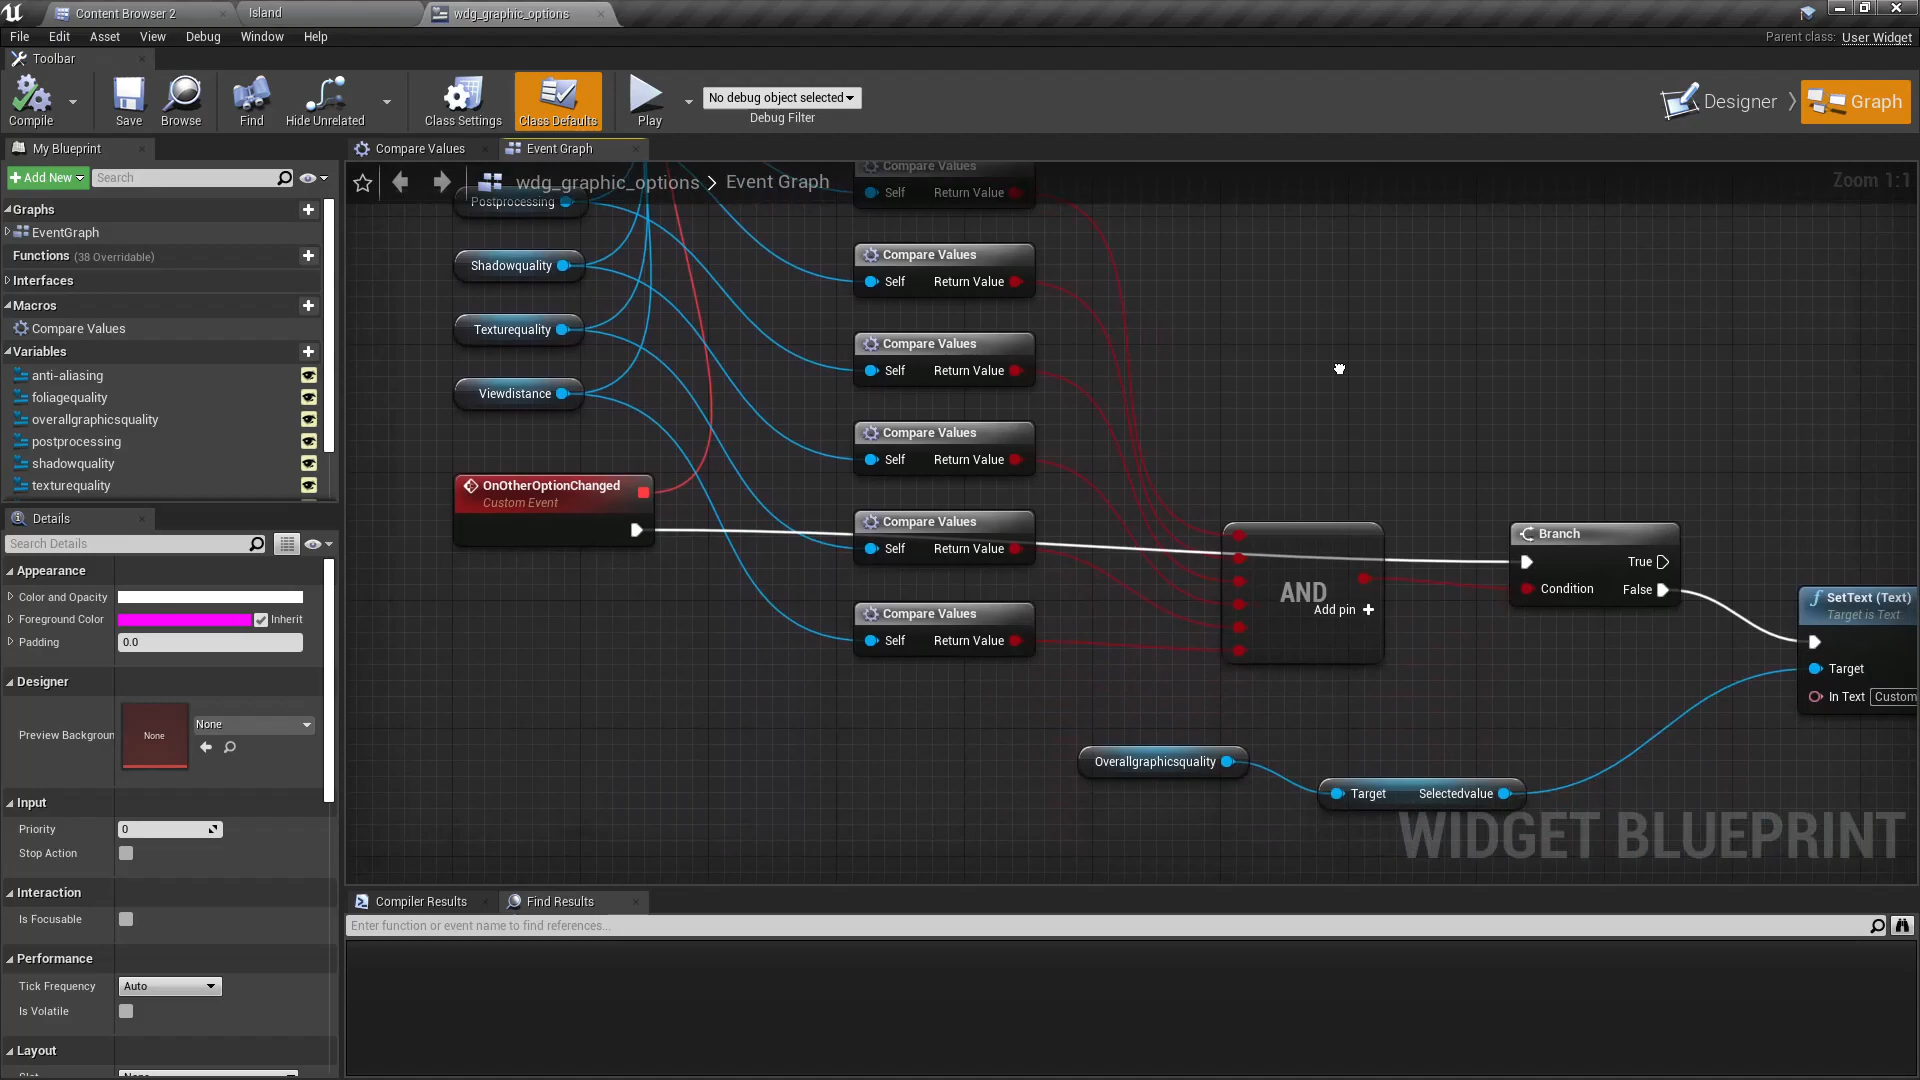 Content Browser 2
Island
wdg_graphic_options
File Edit Asset View Window Debug Help
Parent class: User Widget
Toolbar
Compile
Save
Browse
Find
Hide Unrelated
Class Settings
Class Defaults
Play
No debug object selected
Debug Filter
Designer
Graph
My Blueprint
Compare Values
Event Graph
Add New
Search
wdg_graphic_options > Event Graph
Zoom 1:1
Graphs
EventGraph
Functions (38 Overridable)
Interfaces
Macros
Compare Values
Variables
anti-aliasing
foliagequality
overallgraphicsquality
postprocessing
shadowquality
texturequality
Details
Search Details
Appearance
Color and Opacity
Foreground Color
Inherit
Padding
0.0
Designer
Preview Backgroun
None
None
Input
Priority
0
Stop Action
Interaction
Is Focusable
Performance
Tick Frequency
Auto
Is Volatile
Layout
Postprocessing
Shadowquality
Texturequality
Viewdistance
OnOtherOptionChanged
Custom Event
Compare Values
Self Return Value
Compare Values
Self Return Value
Compare Values
Self Return Value
Compare Values
Self Return Value
Compare Values
Self Return Value
Compare Values
Self Return Value
AND
Add pin
Branch
True
Condition
False
SetText (Text)
Target is Text
Target
In Text
Custom
Overallgraphicsquality
Target Selectedvalue
WIDGET BLUEPRINT
Compiler Results
Find Results
Enter function or event name to find references...